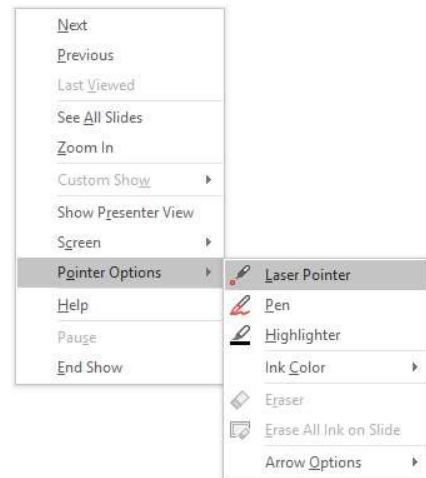 Next
Previous
Last Viewed
See All Slides
Zoom In
Custom Show
Show Presenter View
Screen
Pointer Options
Help
Pause
End Show
Laser Pointer
Pen
Highlighter
Ink Color
Eraser
Erase All Ink on Slide
Arrow Options